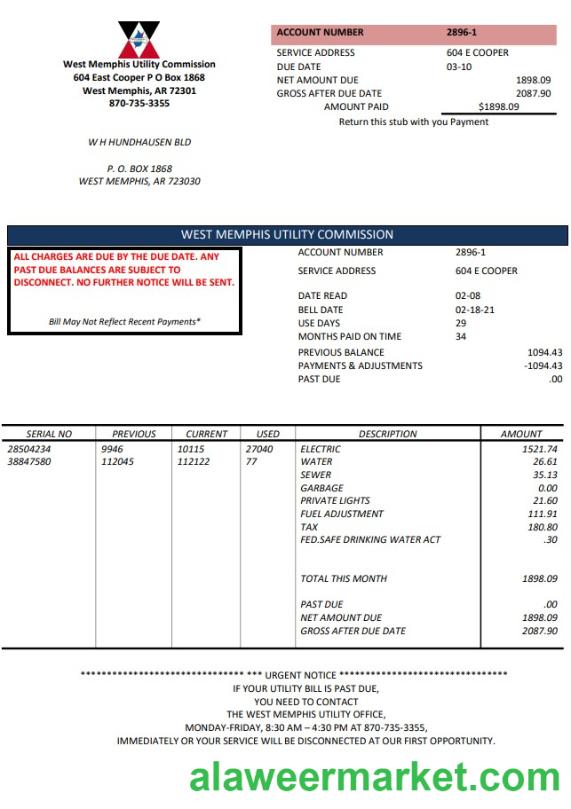 West Memphis Utility Commission
604 East Cooper P O Box 1868
West Memphis, AR 72301
870-735-3355
ACCOUNT NUMBER 2896-1
SERVICE ADDRESS 604 E COOPER
DUE DATE 03-10
NET AMOUNT DUE 1898.09
GROSS AFTER DUE DATE 2087.90
AMOUNT PAID $1898.09
Return this stub with you Payment
W H HUNDHAUSEN BLD
P. O. BOX 1868
WEST MEMPHIS, AR 723030
WEST MEMPHIS UTILITY COMMISSION
ALL CHARGES ARE DUE BY THE DUE DATE. ANY
PAST DUE BALANCES ARE SUBJECT TO
DISCONNECT. NO FURTHER NOTICE WILL BE SENT.
Bill May Not Reflect Recent Payments*
ACCOUNT NUMBER 2896-1
SERVICE ADDRESS 604 E COOPER
DATE READ 02-08
BELL DATE 02-18-21
USE DAYS 29
MONTHS PAID ON TIME 34
PREVIOUS BALANCE 1094.43
PAYMENTS & ADJUSTMENTS -1094.43
PAST DUE .00
SERIAL NO PREVIOUS CURRENT USED DESCRIPTION AMOUNT
28504234 9946 10115 27040 ELECTRIC 1521.74
38847580 112045 112122 77 WATER 26.61
SEWER 35.13
GARBAGE 0.00
PRIVATE LIGHTS 21.60
FUEL ADJUSTMENT 111.91
TAX 180.80
FED.SAFE DRINKING WATER ACT .30
TOTAL THIS MONTH 1898.09
PAST DUE .00
NET AMOUNT DUE 1898.09
GROSS AFTER DUE DATE 2087.90
****************************** *** URGENT NOTICE *******************************
IF YOUR UTILITY BILL IS PAST DUE,
YOU NEED TO CONTACT
THE WEST MEMPHIS UTILITY OFFICE,
MONDAY-FRIDAY, 8:30 AM – 4:30 PM AT 870-735-3355,
IMMEDIATELY OR YOUR SERVICE WILL BE DISCONNECTED AT OUR FIRST OPPORTUNITY.
alaweermarket.com